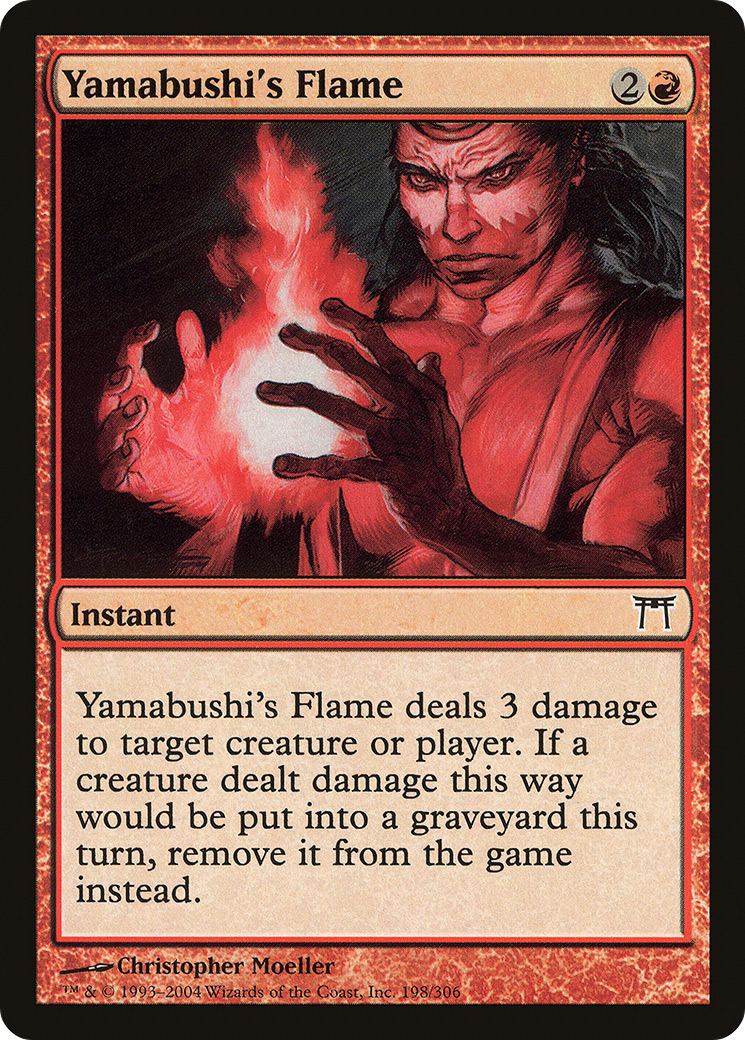 Yamabushi's Flame 2
Instant
Yamabushi's Flame deals 3 damage
to target creature or player. If a
creature dealt damage this way
would be put into a graveyard this
turn, remove it from the game
instead.
Christopher Moeller
™ & © 1993–2004 Wizards of the Coast, Inc. 198/306